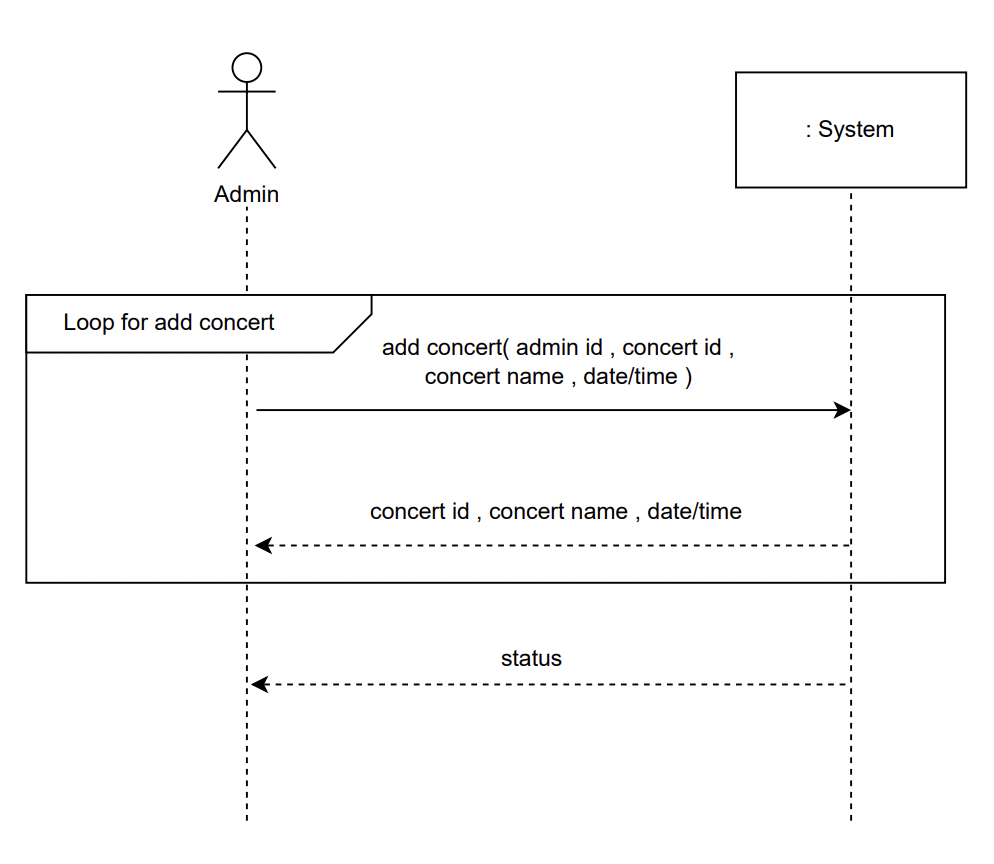 Admin
: System
Loop for add concert
add concert( admin id , concert id ,
concert name , date/time )
concert id , concert name , date/time
status